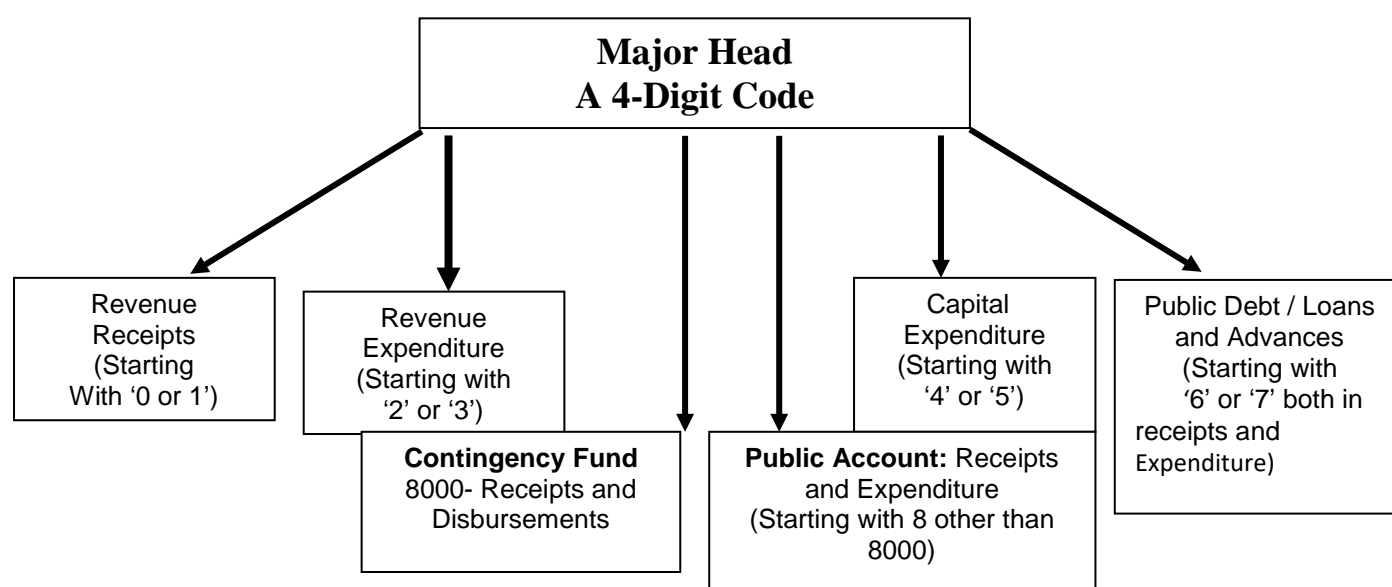 Major Head
A 4-Digit Code
Revenue
Receipts
(Starting
With ‘0 or 1’)
Revenue
Expenditure
(Starting with
‘2’ or ‘3’)
Contingency Fund
8000- Receipts and
Disbursements
Public Account: Receipts
and Expenditure
(Starting with 8 other than
8000)
Capital
Expenditure
(Starting with
‘4’ or ‘5’)
Public Debt / Loans
and Advances
(Starting with
‘6’ or ‘7’ both in
receipts and
Expenditure)